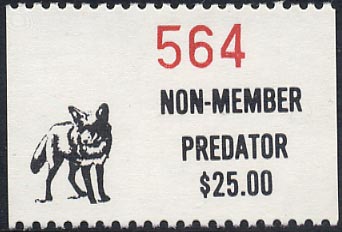 564
NON-MEMBER
PREDATOR
$25.00